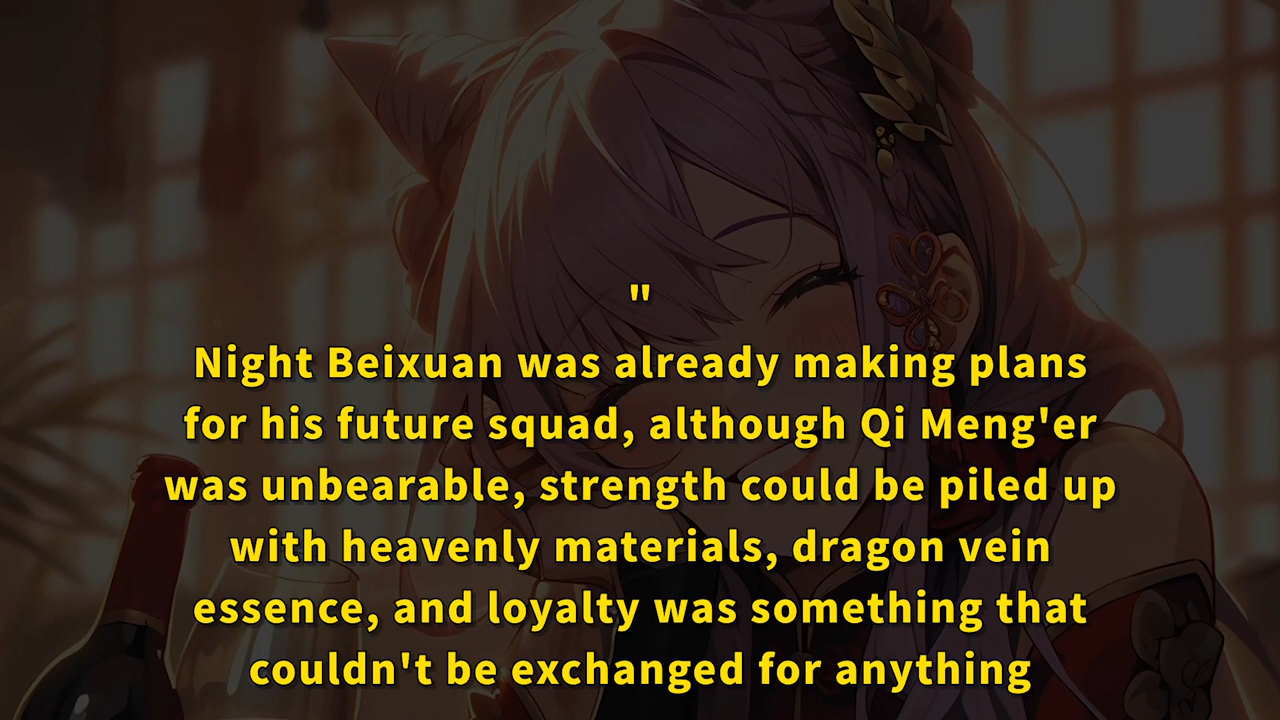 "
Night Beixuan was already making plans
for his future squad, although Qi Meng'er
was unbearable, strength could be piled up
with heavenly materials, dragon vein
essence, and loyalty was something that
couldn't be exchanged for anything